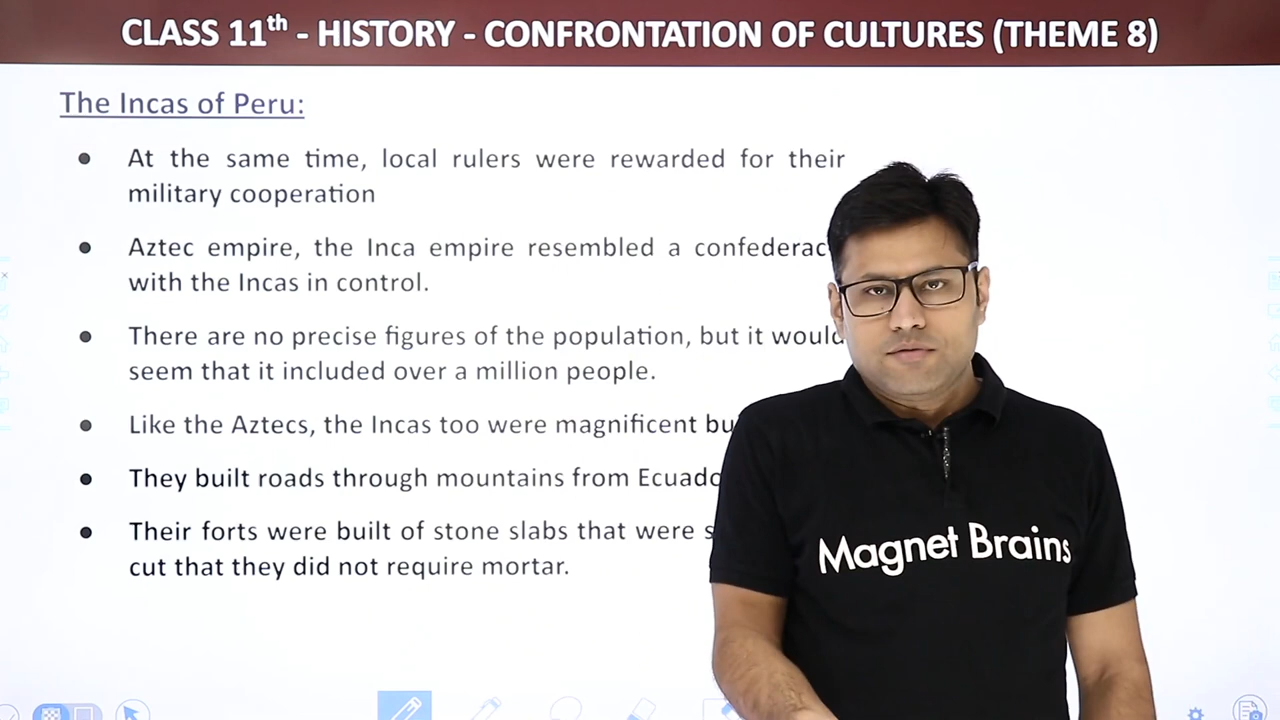 CLASS 11th - HISTORY - CONFRONTATION OF CULTURES (THEME 8)
The Incas of Peru:
● At the same time, local rulers were rewarded for their
military cooperation
● Aztec empire, the Inca empire resembled a confederac
with the Incas in control.
● There are no precise figures of the population, but it would
seem that it included over a million people.
● Like the Aztecs, the Incas too were magnificent bu
● They built roads through mountains from Ecuado
● Their forts were built of stone slabs that were s
cut that they did not require mortar.
Magnet Brains